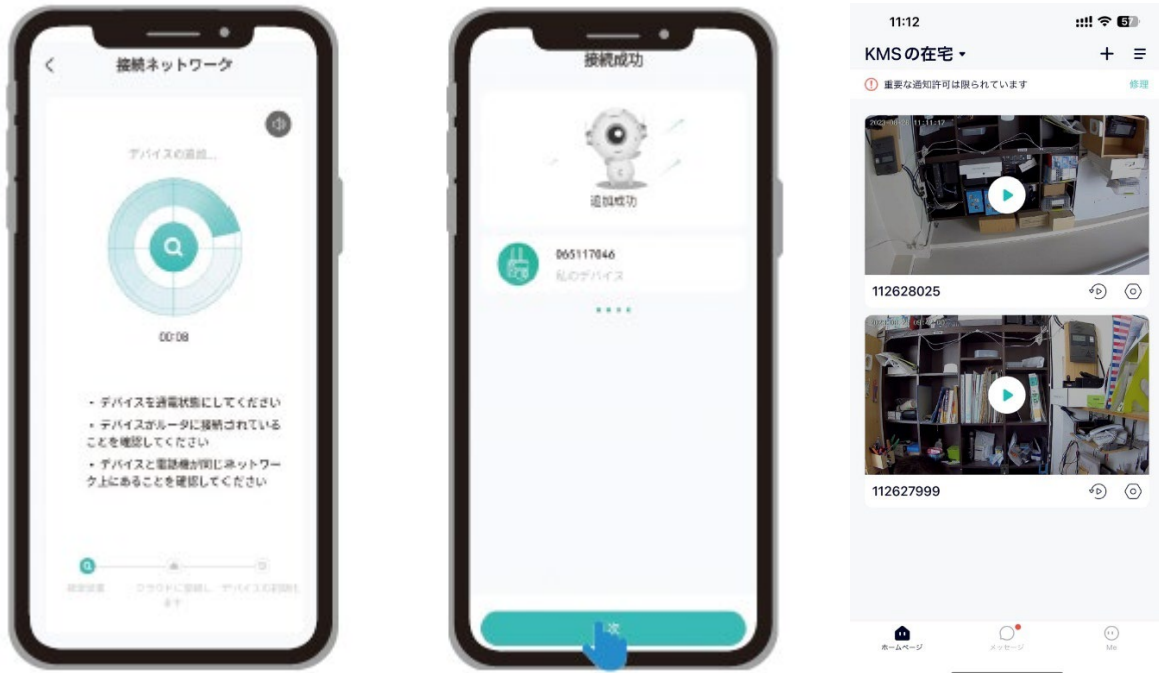 接続ネットワータ
デバイスの追加...
00:08
・デバイスを通電状態にしてください
・デバイスがルータに接続されている
ことを確認してください
・デバイスと電話機が同じネットワー
ク上にあることを確認してください
接続成功
追加成功
065117046
私のデバイス
次
11:12
57
KMSの在宅
重要な通知許可は限られています
修理
112628025
112627999
ホームページ
メッセージ
Me